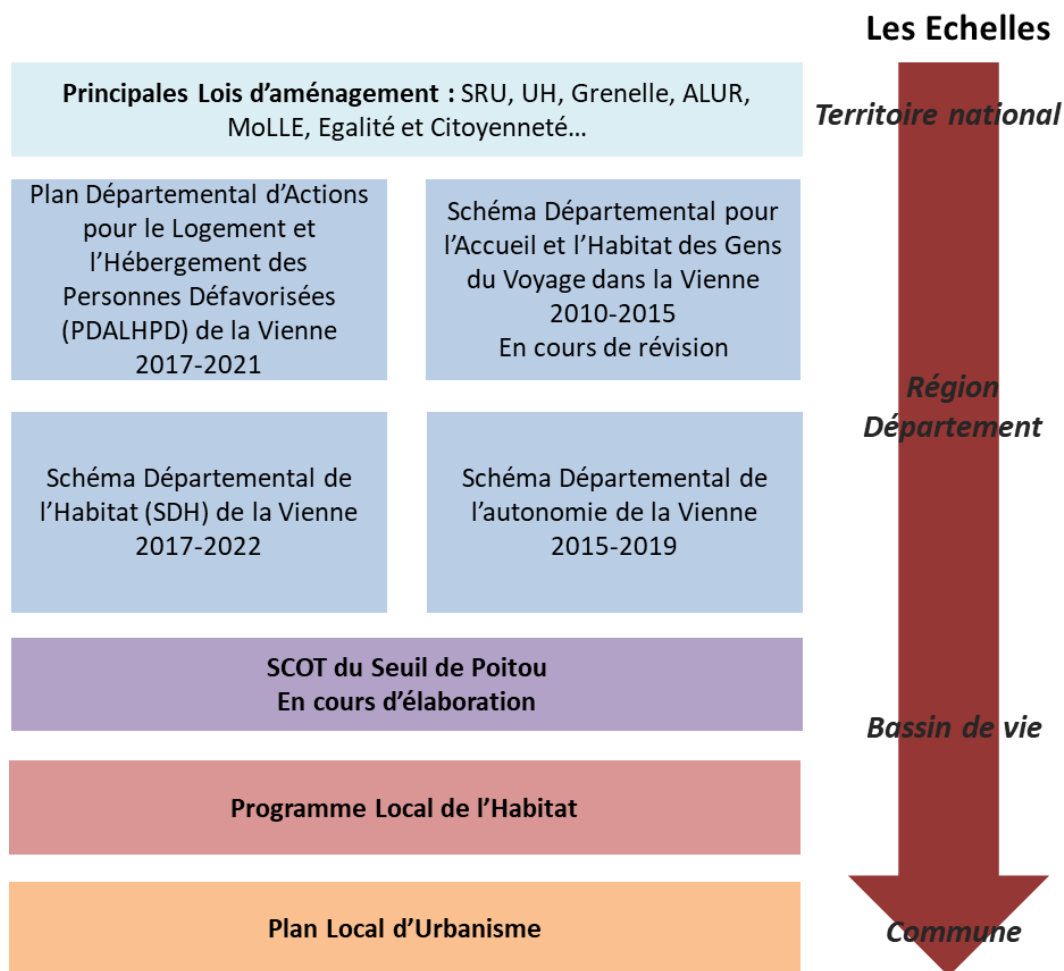 Les Echelles
Principales Lois d’aménagement : SRU, UH, Grenelle, ALUR,
MoLLE, Egalité et Citoyenneté…
Territoire national
Plan Départemental d’Actions
pour le Logement et
l’Hébergement des
Personnes Défavorisées
(PDALHPD) de la Vienne
2017-2021
Schéma Départemental pour
l’Accueil et l’Habitat des Gens
du Voyage dans la Vienne
2010-2015
En cours de révision
Région
Département
Schéma Départemental de
l’Habitat (SDH) de la Vienne
2017-2022
Schéma Départemental de
l’autonomie de la Vienne
2015-2019
SCOT du Seuil de Poitou
En cours d’élaboration
Bassin de vie
Programme Local de l’Habitat
Plan Local d’Urbanisme
Commune